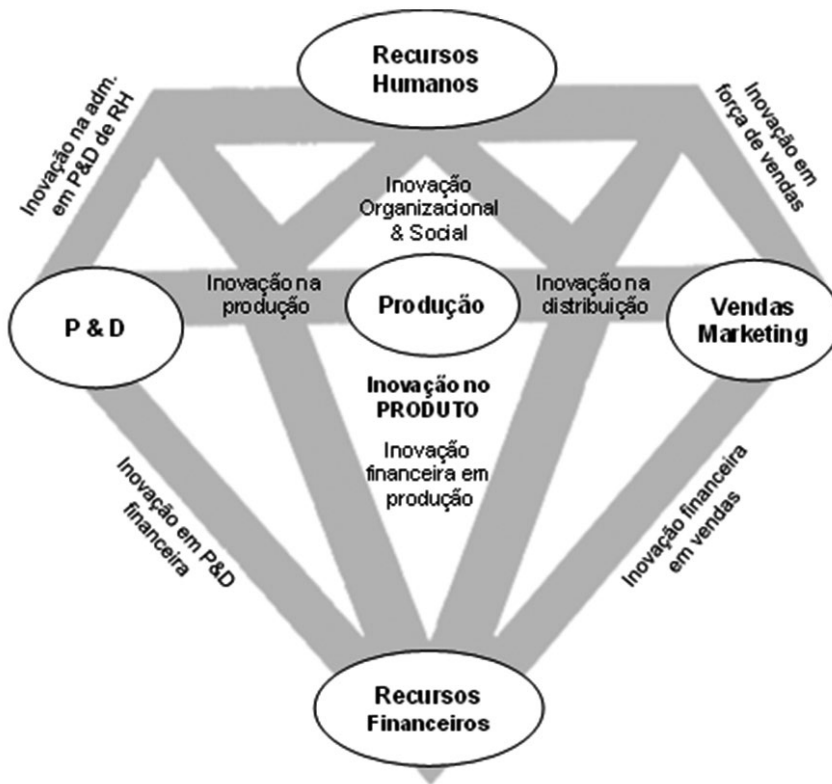 Recursos
Humanos
Inovação na adm.
em P&D de RH
Inovação em
força de vendas
Inovação
Organizacional
& Social
P & D
Inovação na
produção
Produção
Inovação na
distribuição
Vendas
Marketing
Inovação no
PRODUTO
Inovação
financeira em
produção
Inovação em P&D
financeira
Inovação financeira
em vendas
Recursos
Financeiros